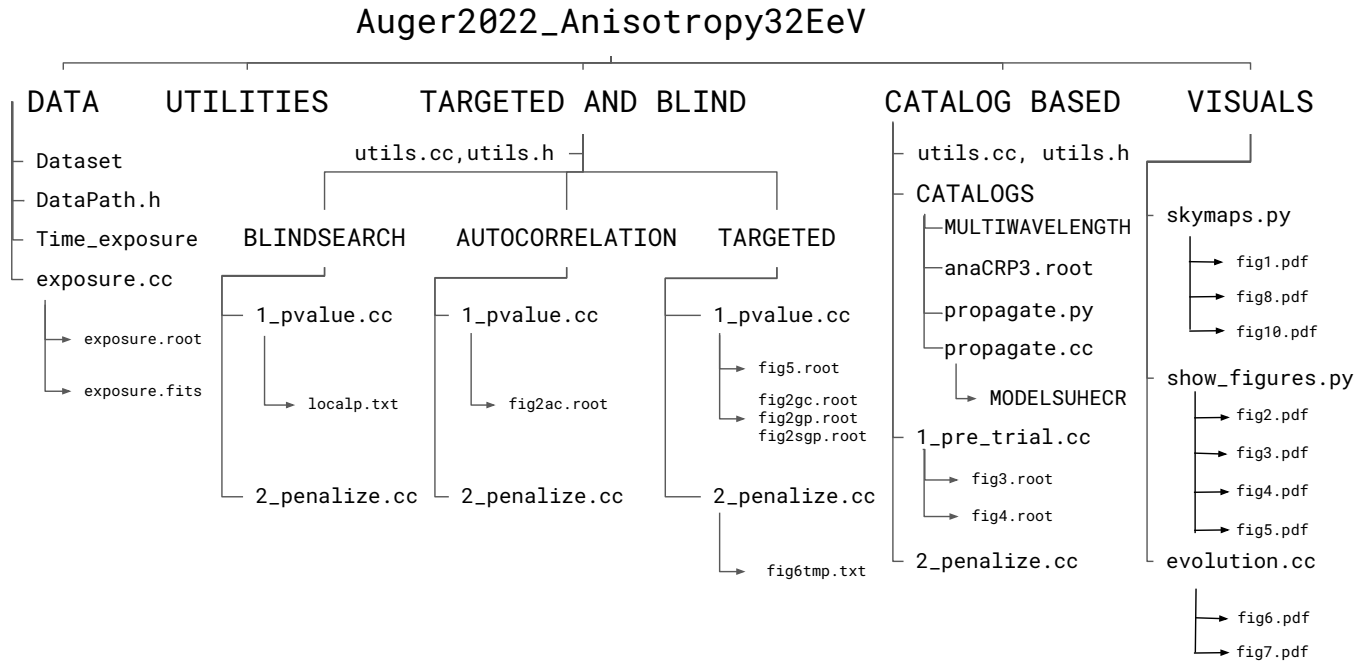 Auger2022_Anisotropy32EeV
DATA
UTILITIES
TARGETED AND BLIND
CATALOG BASED
VISUALS
Dataset
DataPath.h
Time_exposure
exposure.cc
exposure.root
exposure.fits
utils.cc,utils.h
BLINDSEARCH
1_pvalue.cc
localp.txt
2_penalize.cc
AUTOCORRELATION
1_pvalue.cc
fig2ac.root
2_penalize.cc
TARGETED
1_pvalue.cc
fig5.root
fig2gc.root
fig2gp.root
fig2sgp.root
2_penalize.cc
fig6tmp.txt
utils.cc, utils.h
CATALOGS
MULTIWAVELENGTH
anaCRP3.root
propagate.py
propagate.cc
MODELSUHECR
1_pre_trial.cc
fig3.root
fig4.root
2_penalize.cc
skymaps.py
fig1.pdf
fig8.pdf
fig10.pdf
show_figures.py
fig2.pdf
fig3.pdf
fig4.pdf
fig5.pdf
evolution.cc
fig6.pdf
fig7.pdf